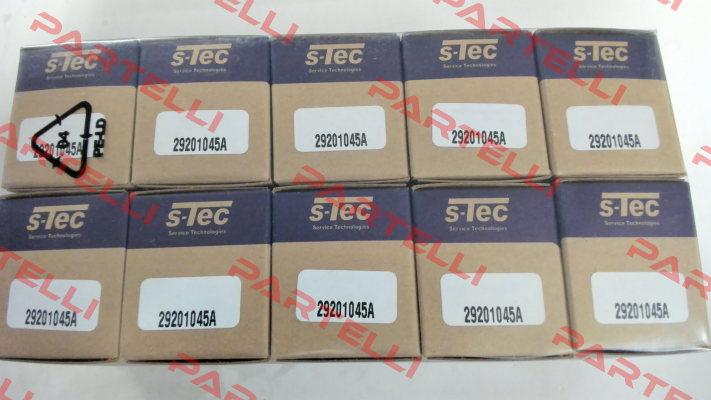 s-Tec s-Tec s-Tec s-Tec s-Tec
Service Technologies Service Technologies Service Technologies Service Technologies Service Technologies
29201045A 29201045A 29201045A 29201045A 29201045A
04
PE-LD
s-Tec s-Tec s-Tec s-Tec s-Tec
Service Technologies Service Technologies Service Technologies Service Technologies Service Technologies
29201045A 29201045A 29201045A 29201045A 29201045A
PARTELLI PARTELLI PARTELLI PARTELLI PARTELLI PARTELLI